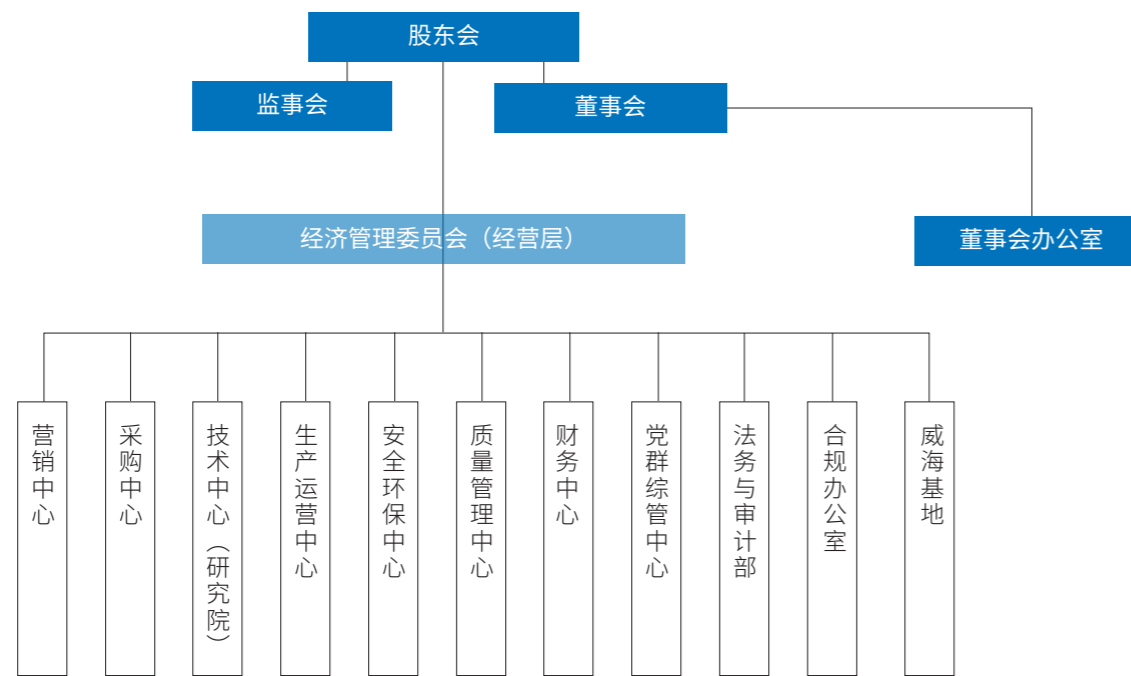 股东会
监事会
董事会
经济管理委员会（经营层）
董事会办公室
营销中心
采购中心
技术中心（研究院）
生产运营中心
安全环保中心
质量管理中心
财务中心
党群综管中心
法务与审计部
合规办公室
威海基地